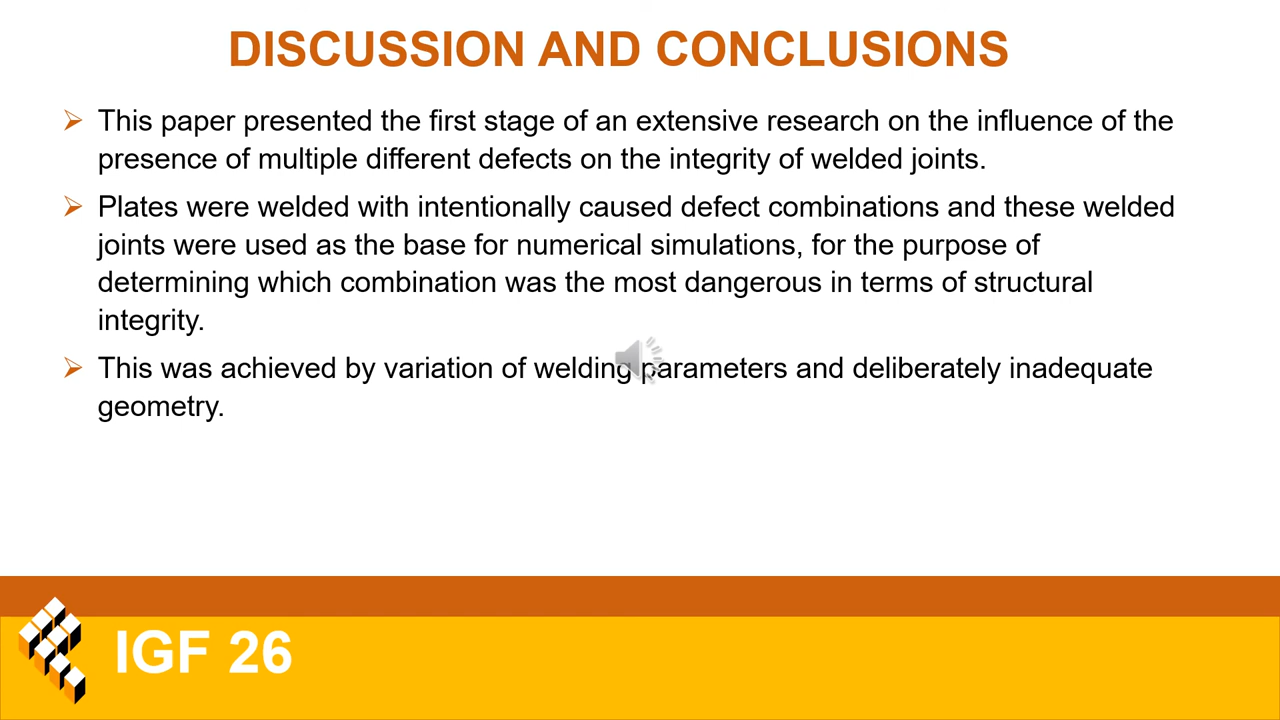 DISCUSSION AND CONCLUSIONS
This paper presented the first stage of an extensive research on the influence of the
presence of multiple different defects on the integrity of welded joints.
Plates were welded with intentionally caused defect combinations and these welded
joints were used as the base for numerical simulations, for the purpose of
determining which combination was the most dangerous in terms of structural
integrity.
This was achieved by variation of welding parameters and deliberately inadequate
geometry.
IGF 26